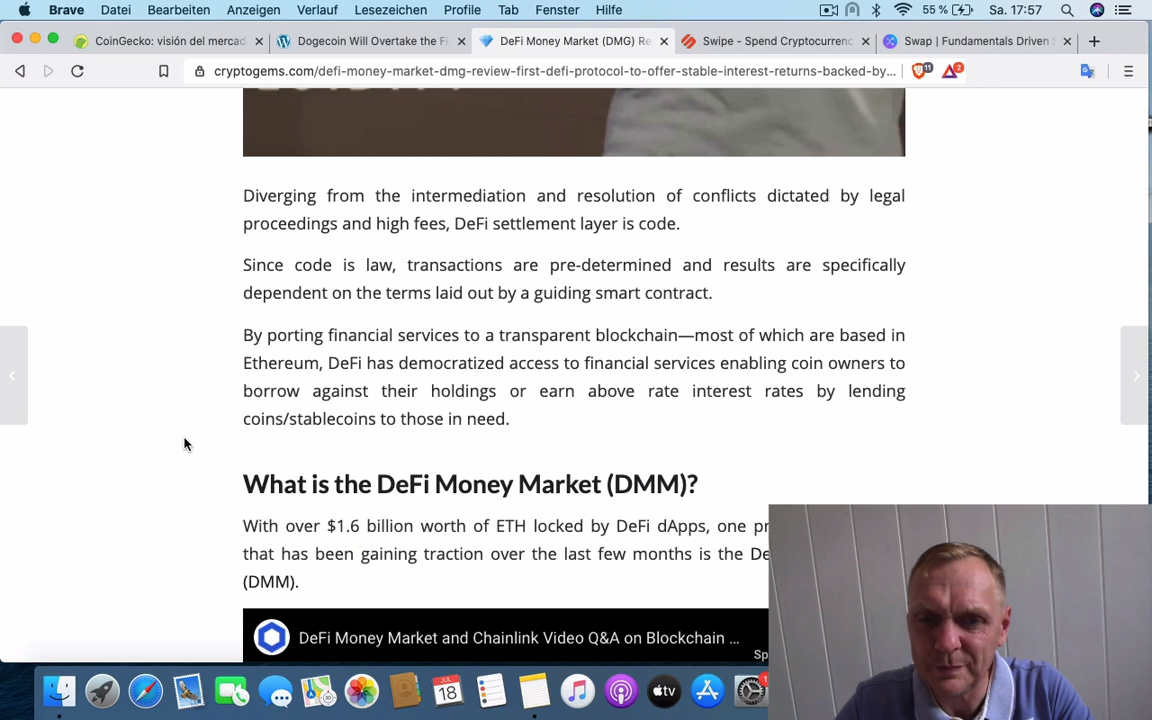 Brave Datei Bearbeiten Anzeigen Verlauf Lesezeichen Profile Tab Fenster Hilfe 55 % Sa. 17:57
CoinGecko: visión del mercad Dogecoin Will Overtake the Fi DeFi Money Market (DMG) Re Swipe - Spend Cryptocurrenc Swap | Fundamentals Driven S
cryptogems.com/defi-money-market-dmg-review-first-defi-protocol-to-offer-stable-interest-returns-backed-by... 11 2
Diverging from the intermediation and resolution of conflicts dictated by legal
proceedings and high fees, DeFi settlement layer is code.
Since code is law, transactions are pre-determined and results are specifically
dependent on the terms laid out by a guiding smart contract.
By porting financial services to a transparent blockchain—most of which are based in
Ethereum, DeFi has democratized access to financial services enabling coin owners to
borrow against their holdings or earn above rate interest rates by lending
coins/stablecoins to those in need.
What is the DeFi Money Market (DMM)?
With over $1.6 billion worth of ETH locked by DeFi dApps, one pr
that has been gaining traction over the last few months is the De
(DMM).
DeFi Money Market and Chainlink Video Q&A on Blockchain ...
Sp
JUL
18
tv
1